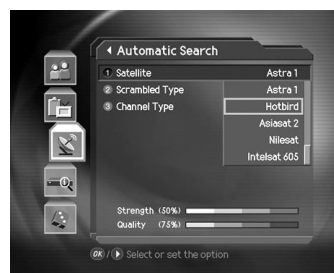 Automatic Search
1 Satellite Astra 1
2 Scrambled Type Astra 1
3 Channel Type Hotbird
Asiasat 2
Nilesat
Intelsat 605
Strength (50%)
Quality (75%)
OK / Select or set the option